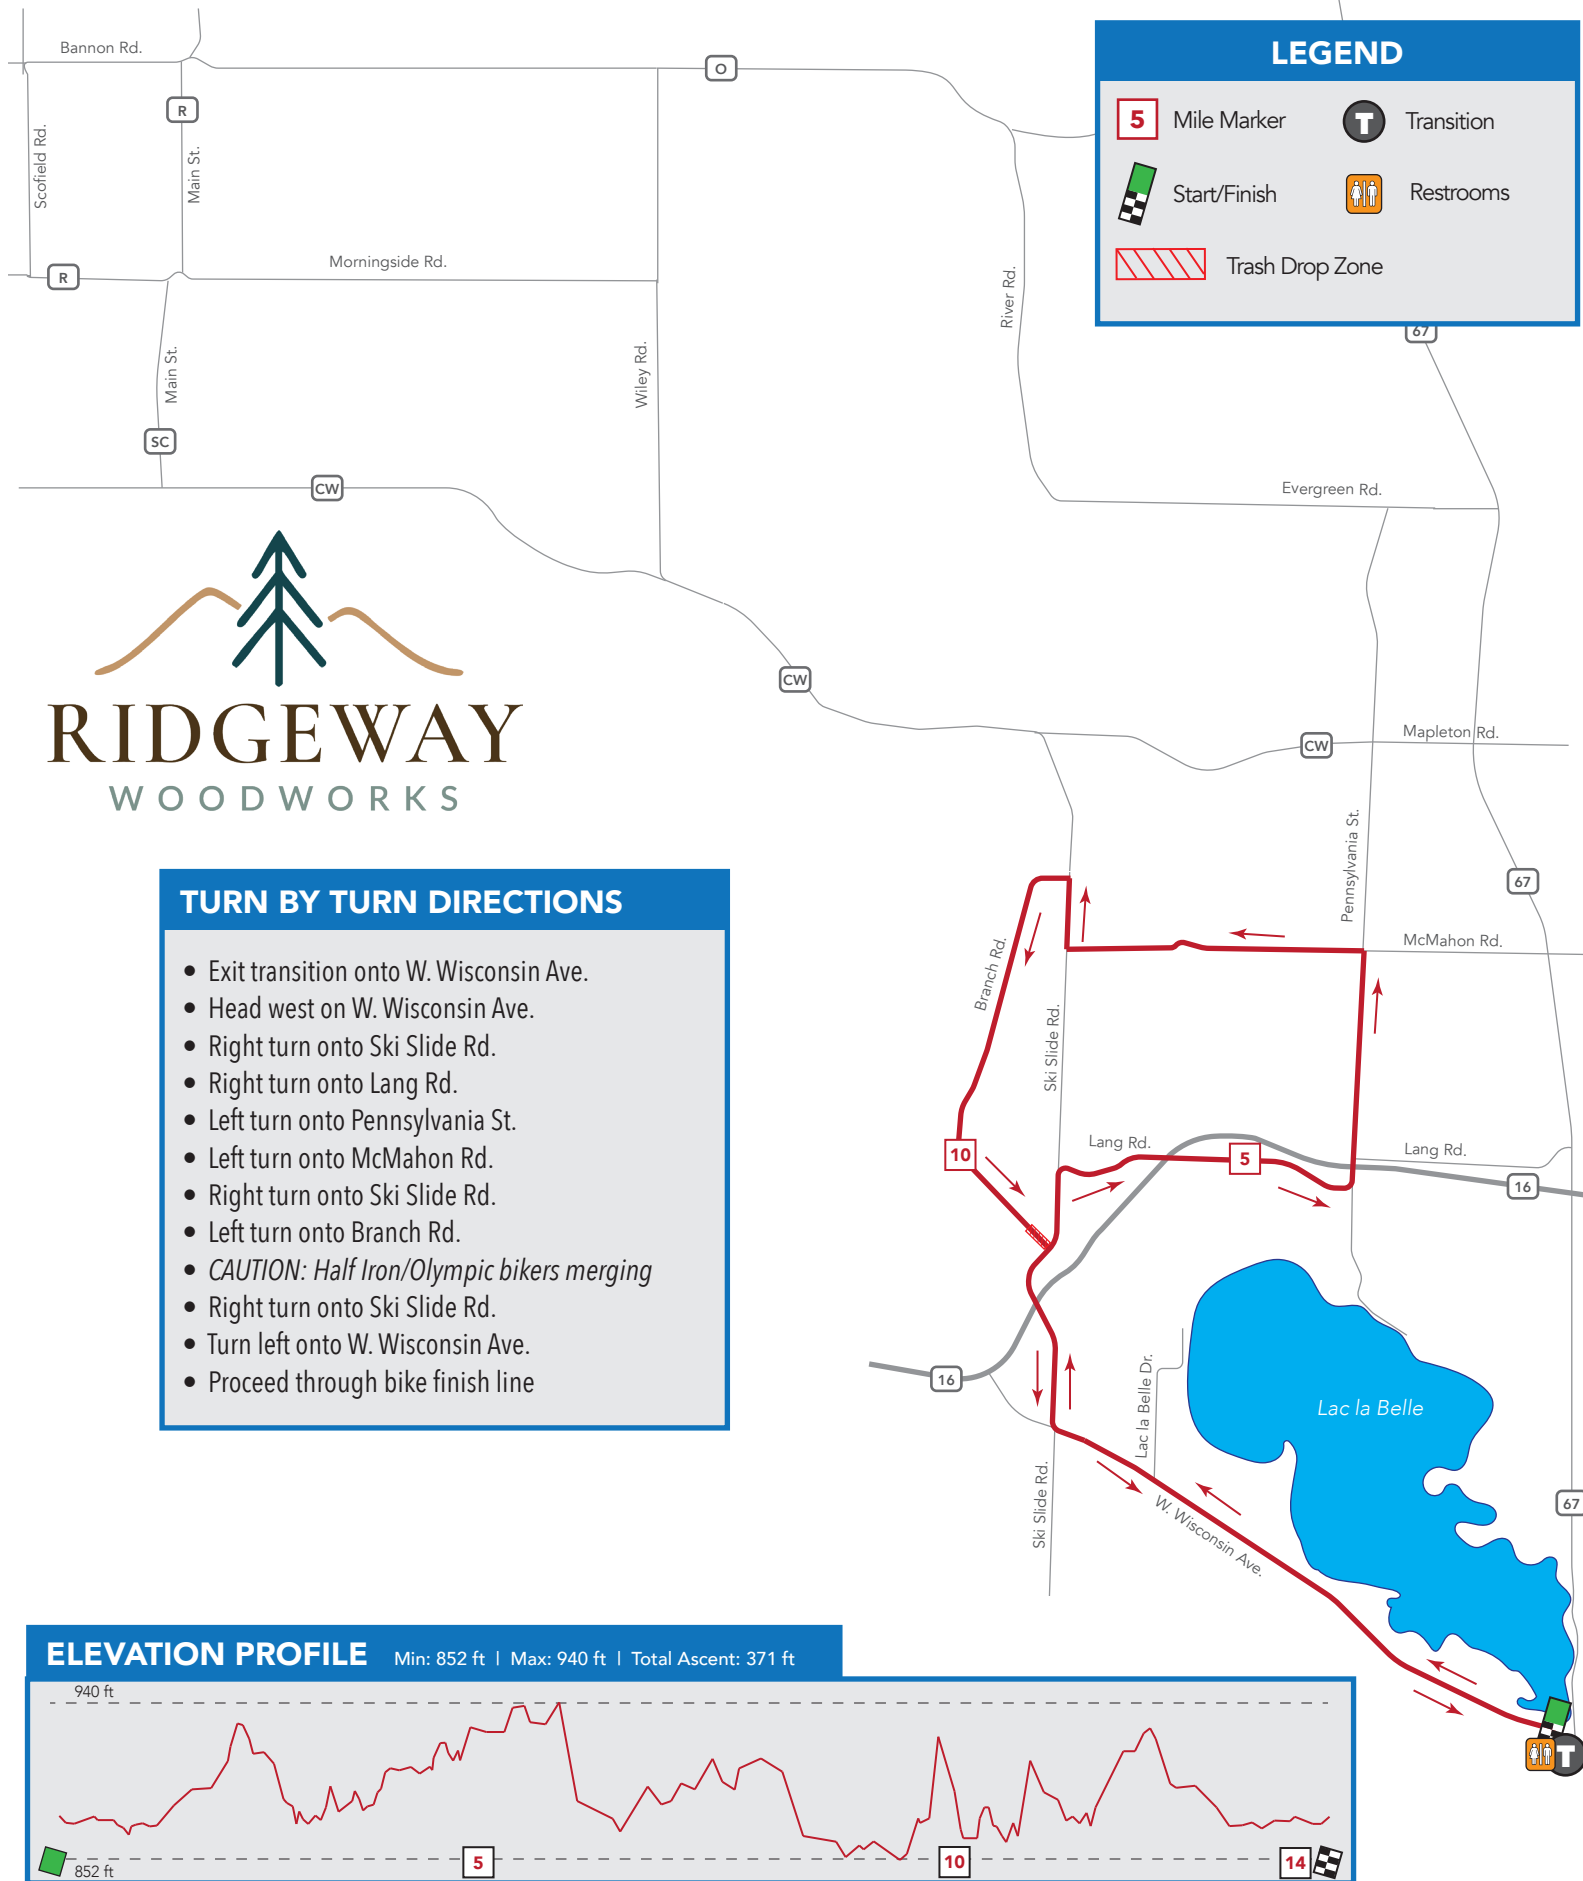 Bannon Rd.
O
R
Scofield Rd.
Main St.
R
Morningside Rd.
Main St.
SC
CW
Wiley Rd.
River Rd.
LEGEND
5 Mile Marker
T Transition
Start/Finish
Restrooms
Trash Drop Zone
67
Evergreen Rd.
CW
CW
Mapleton Rd.
RIDGEWAY
WOODWORKS
Pennsylvania St.
67
McMahon Rd.
Branch Rd.
Ski Slide Rd.
10
Lang Rd.
5
Lang Rd.
16
16
Lac la Belle Dr.
Lac la Belle
Ski Slide Rd.
W. Wisconsin Ave.
67
T
TURN BY TURN DIRECTIONS
• Exit transition onto W. Wisconsin Ave.
• Head west on W. Wisconsin Ave.
• Right turn onto Ski Slide Rd.
• Right turn onto Lang Rd.
• Left turn onto Pennsylvania St.
• Left turn onto McMahon Rd.
• Right turn onto Ski Slide Rd.
• Left turn onto Branch Rd.
• CAUTION: Half Iron/Olympic bikers merging
• Right turn onto Ski Slide Rd.
• Turn left onto W. Wisconsin Ave.
• Proceed through bike finish line
ELEVATION PROFILE Min: 852 ft | Max: 940 ft | Total Ascent: 371 ft
940 ft
852 ft
5
10
14